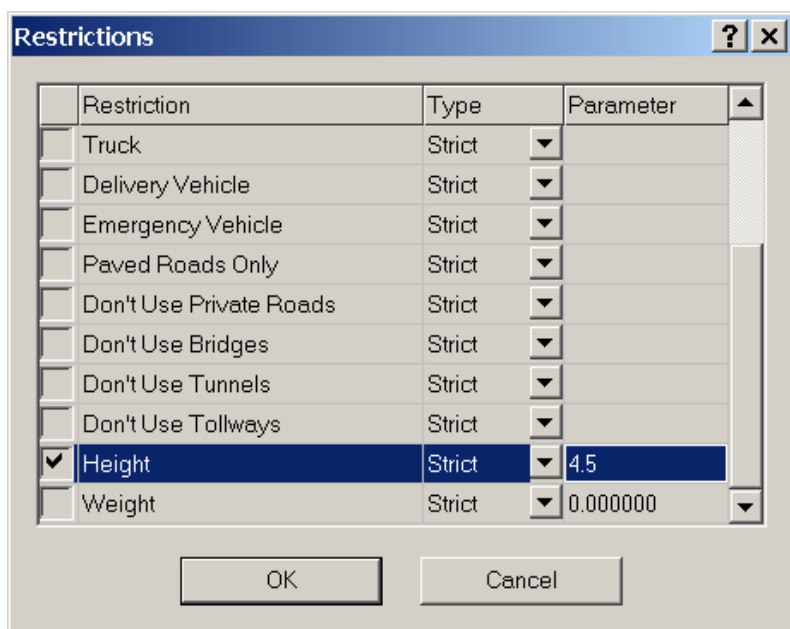 Restrictions ?
Restriction Type Parameter
Truck Strict
Delivery Vehicle Strict
Emergency Vehicle Strict
Paved Roads Only Strict
Don't Use Private Roads Strict
Don't Use Bridges Strict
Don't Use Tunnels Strict
Don't Use Tollways Strict
Height Strict 4.5
Weight Strict 0.000000
OK Cancel